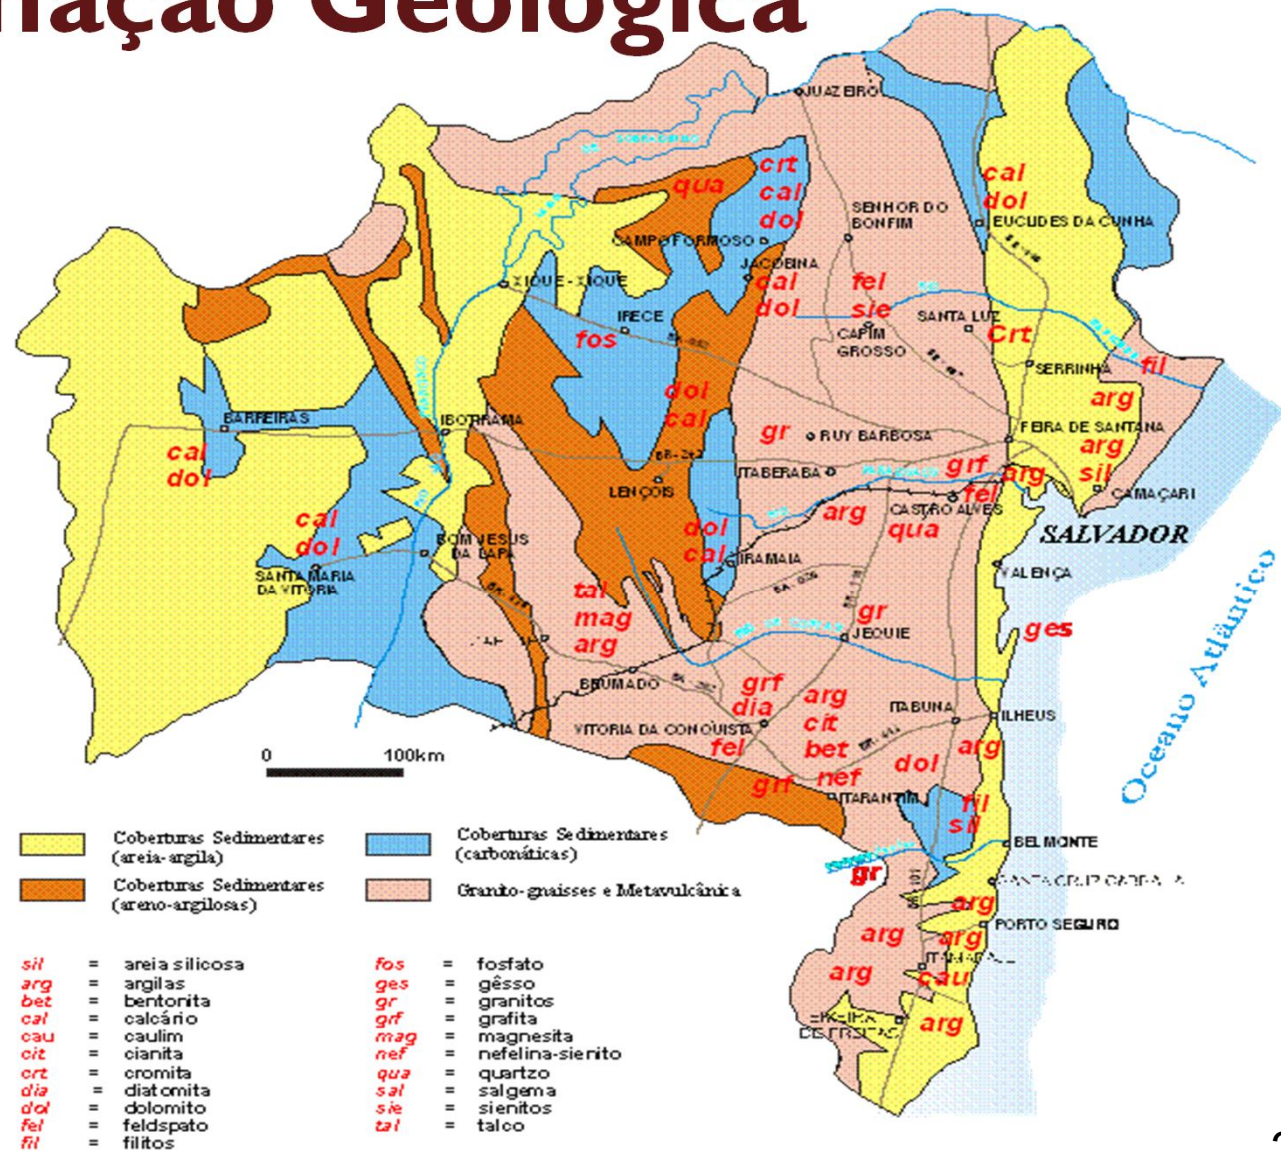 nação Geológica
JUAZEIRO
SOBRADINHO
crt
cal
dol
qua
cal
dol
EUCLIDES DA CUNHA
SENHOR DO
BONFIM
CAMPO FORMOSO
JACOBINA
XIQUE-XIQUE
cal
dol
fel
sie
IRECE
fos
SANTA LUZ
Crt
CAPIM
GROSSO
SERRINHA
fil
dol
cal
arg
BARREIRAS
IBOTIRAMA
gr
RUY BARBOSA
FEIRA DE SANTANA
arg
sil
cal
dol
BR-242
ITABERABA
grf
fel
arg
LENÇOIS
CAMAÇARI
CASTRO ALVES
arg
qua
SALVADOR
cal
dol
dol
cal
BOM JESUS
DA LAPA
IRAMAIA
SANTA MARIA
DA VITORIA
VALENÇA
tal
mag
arg
gr
JEQUIE
ges
Oceano Atlântico
BRUMADO
grf
dia
arg
cit
bet
nef
ITABUNA
ILHEUS
VITORIA DA CONQUISTA
fel
arg
dol
grf
ITARANTIM
fil
sil
BELMONTE
gr
BR-101
arg
PORTO SEGURO
arg
arg
arg
cau
arg
0 100km
Coberturas Sedimentares
(areia-argila)
Coberturas Sedimentares
(areno-argilosas)
Coberturas Sedimentares
(carbonáticas)
Granito-gnaisses e Metavulcânica
sil = areia silicosa
arg = argilas
bet = bentonita
cal = calcário
cau = caulim
cit = cianita
crt = cromita
dia = diatomita
dol = dolomito
fel = feldspato
fil = filitos
fos = fosfato
ges = gêsso
gr = granitos
grf = grafita
mag = magnesita
nef = nefelina-sienito
qua = quartzo
sal = salgema
sie = sienitos
tal = talco